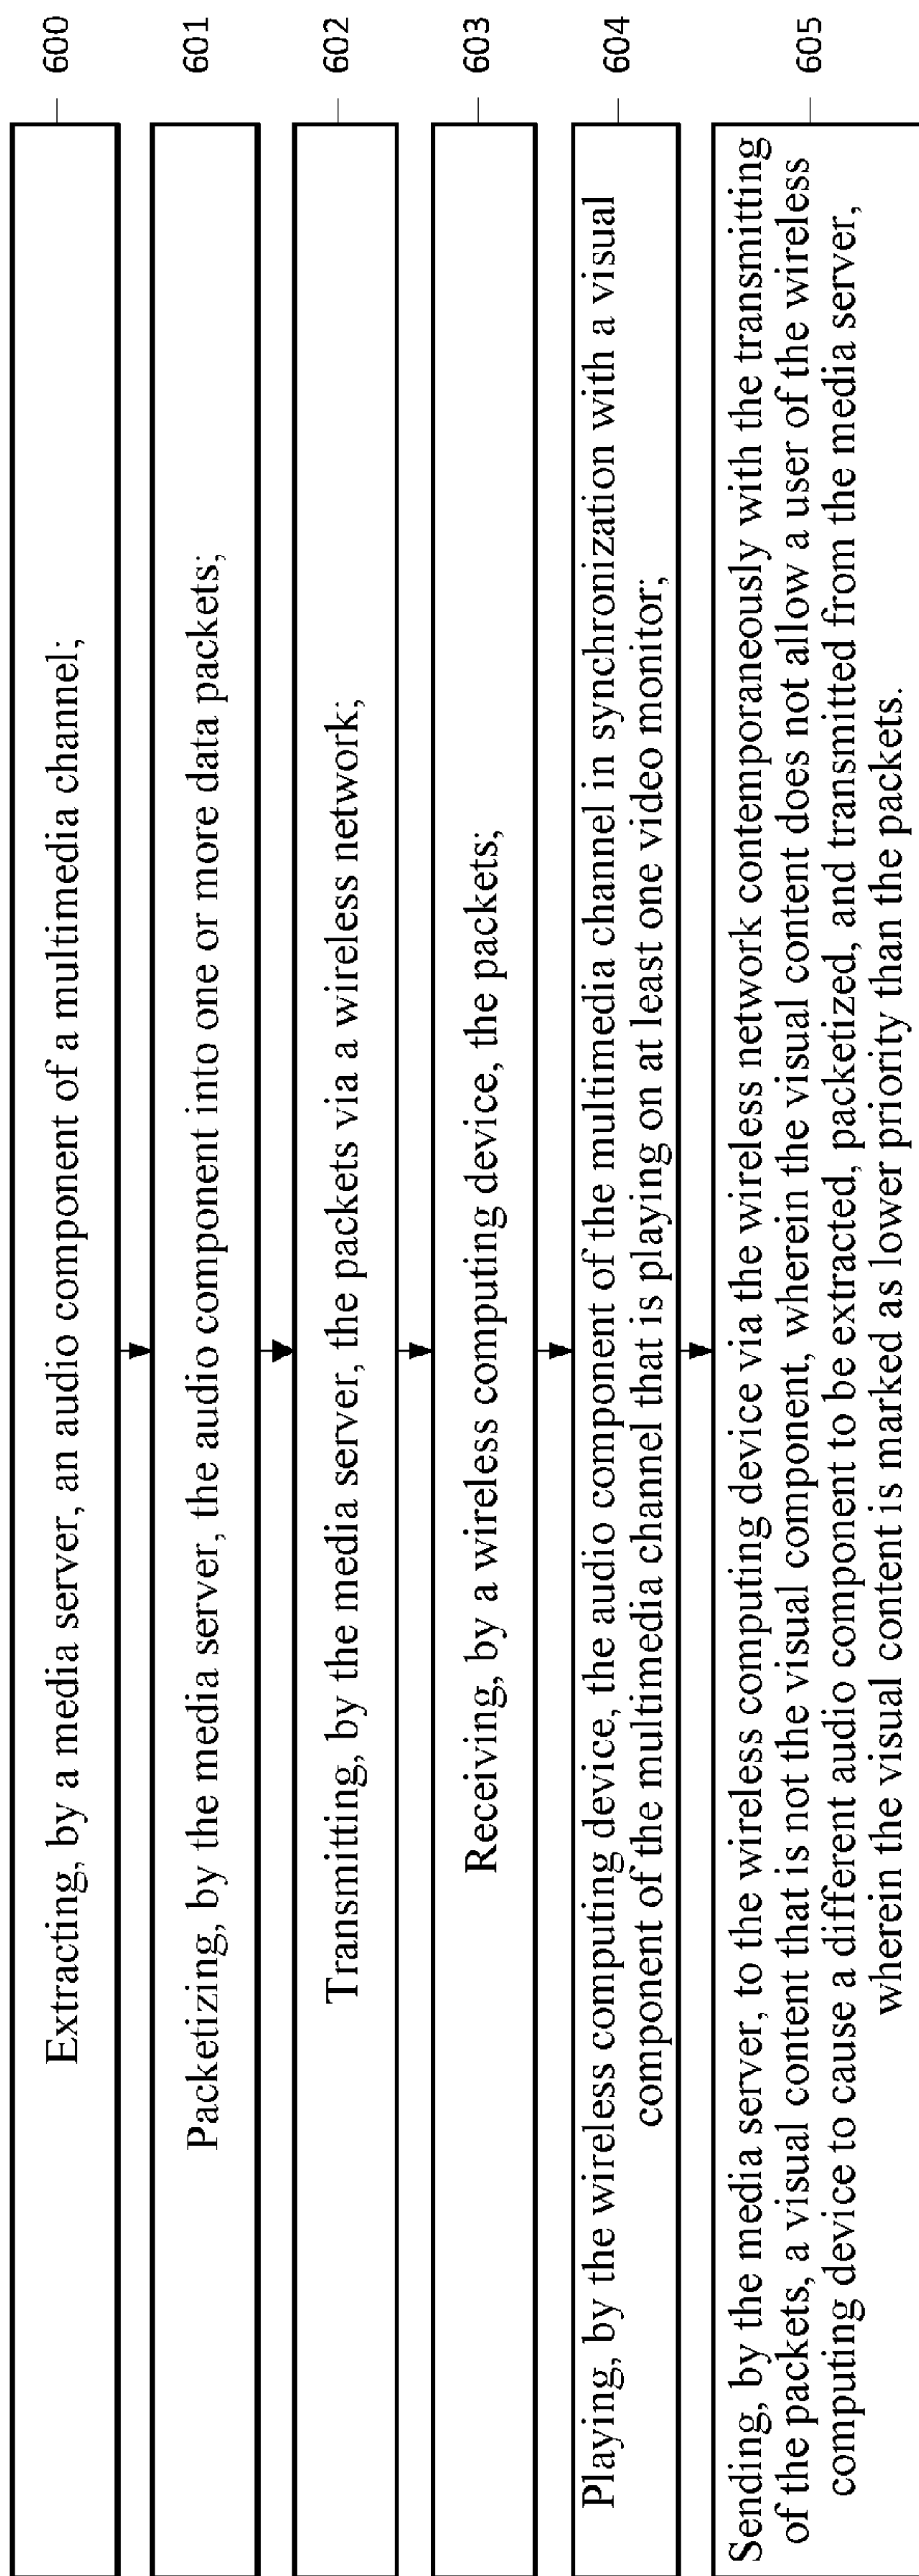 Extracting, by a media server, an audio component of a multimedia channel;
600
Packetizing, by the media server, the audio component into one or more data packets;
601
Transmitting, by the media server, the packets via a wireless network;
602
Receiving, by a wireless computing device, the packets;
603
Playing, by the wireless computing device, the audio component of the multimedia channel in synchronization with a visual
component of the multimedia channel that is playing on at least one video monitor;
604
Sending, by the media server, to the wireless computing device via the wireless network contemporaneously with the transmitting
of the packets, a visual content that is not the visual component, wherein the visual content does not allow a user of the wireless
computing device to cause a different audio component to be extracted, packetized, and transmitted from the media server,
wherein the visual content is marked as lower priority than the packets.
605